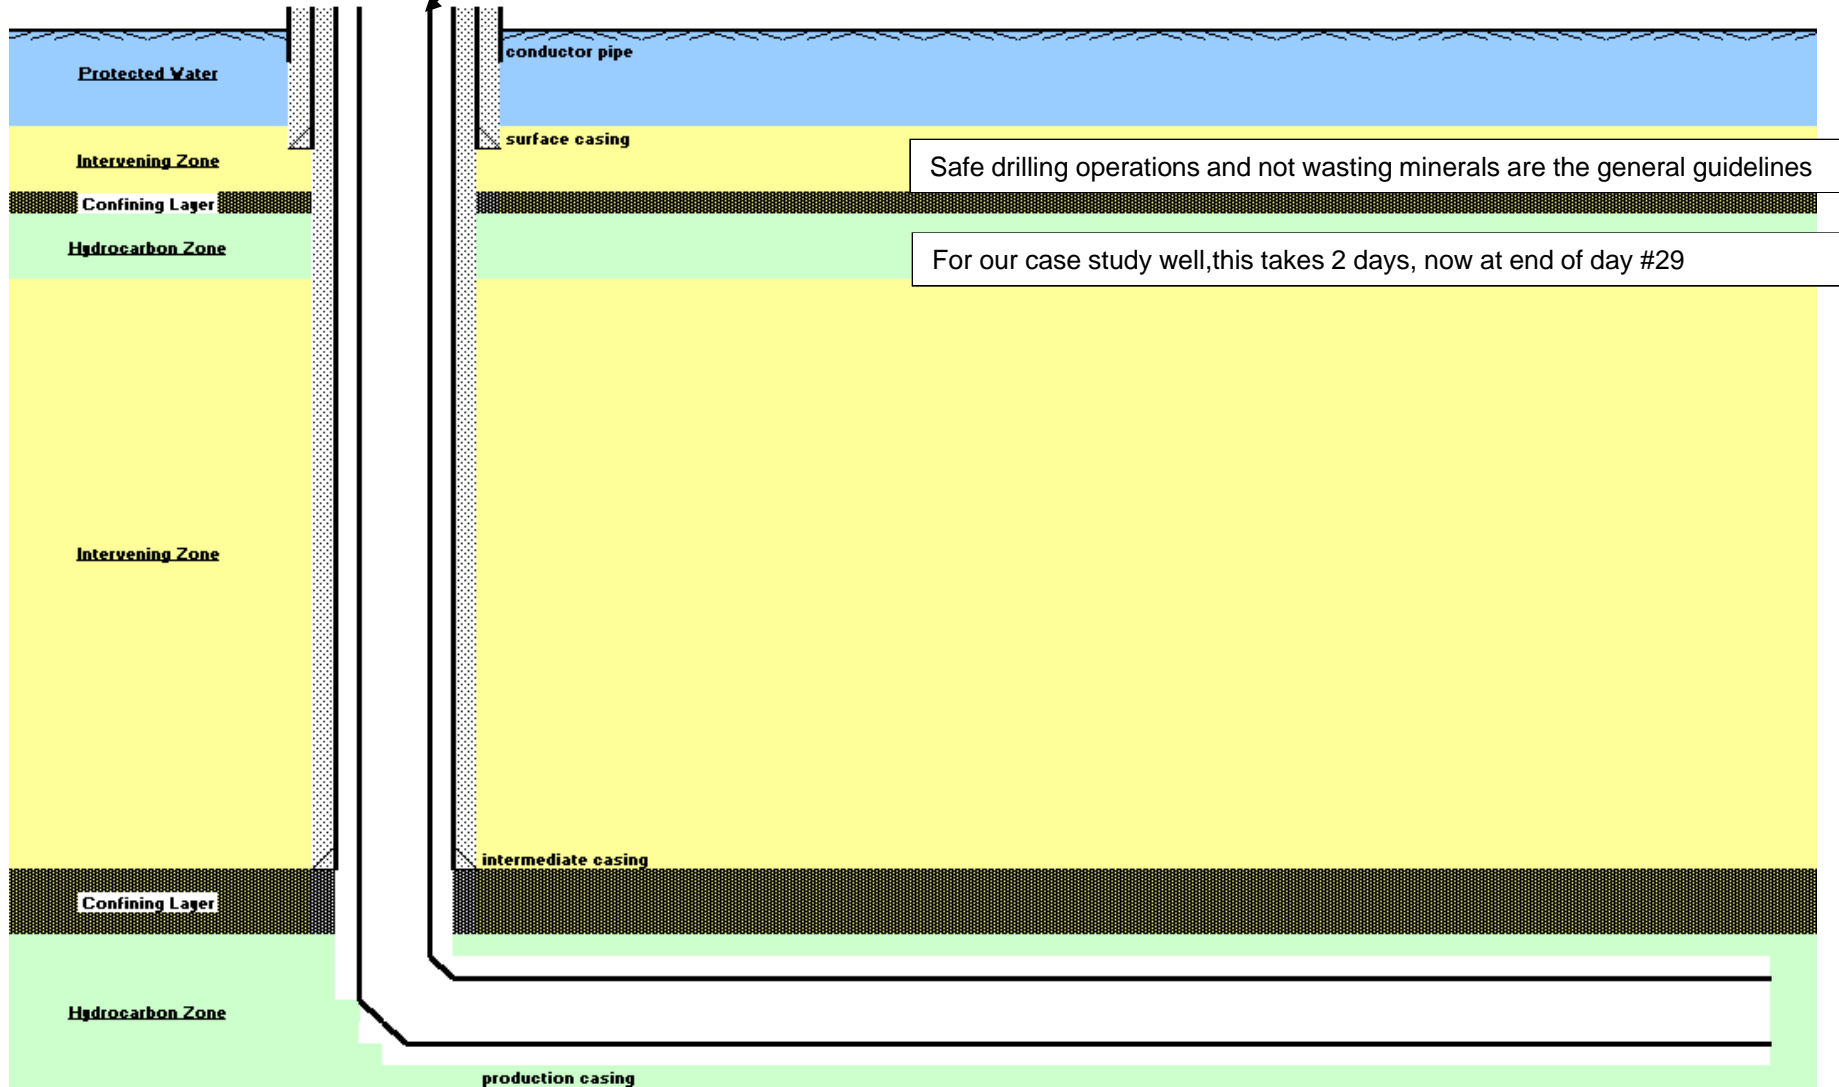 conductor pipe
Protected Water
surface casing
Intervening Zone
Safe drilling operations and not wasting minerals are the general guidelines
Confining Layer
Hydrocarbon Zone
For our case study well,this takes 2 days, now at end of day #29
Intervening Zone
intermediate casing
Confining Layer
Hydrocarbon Zone
production casing